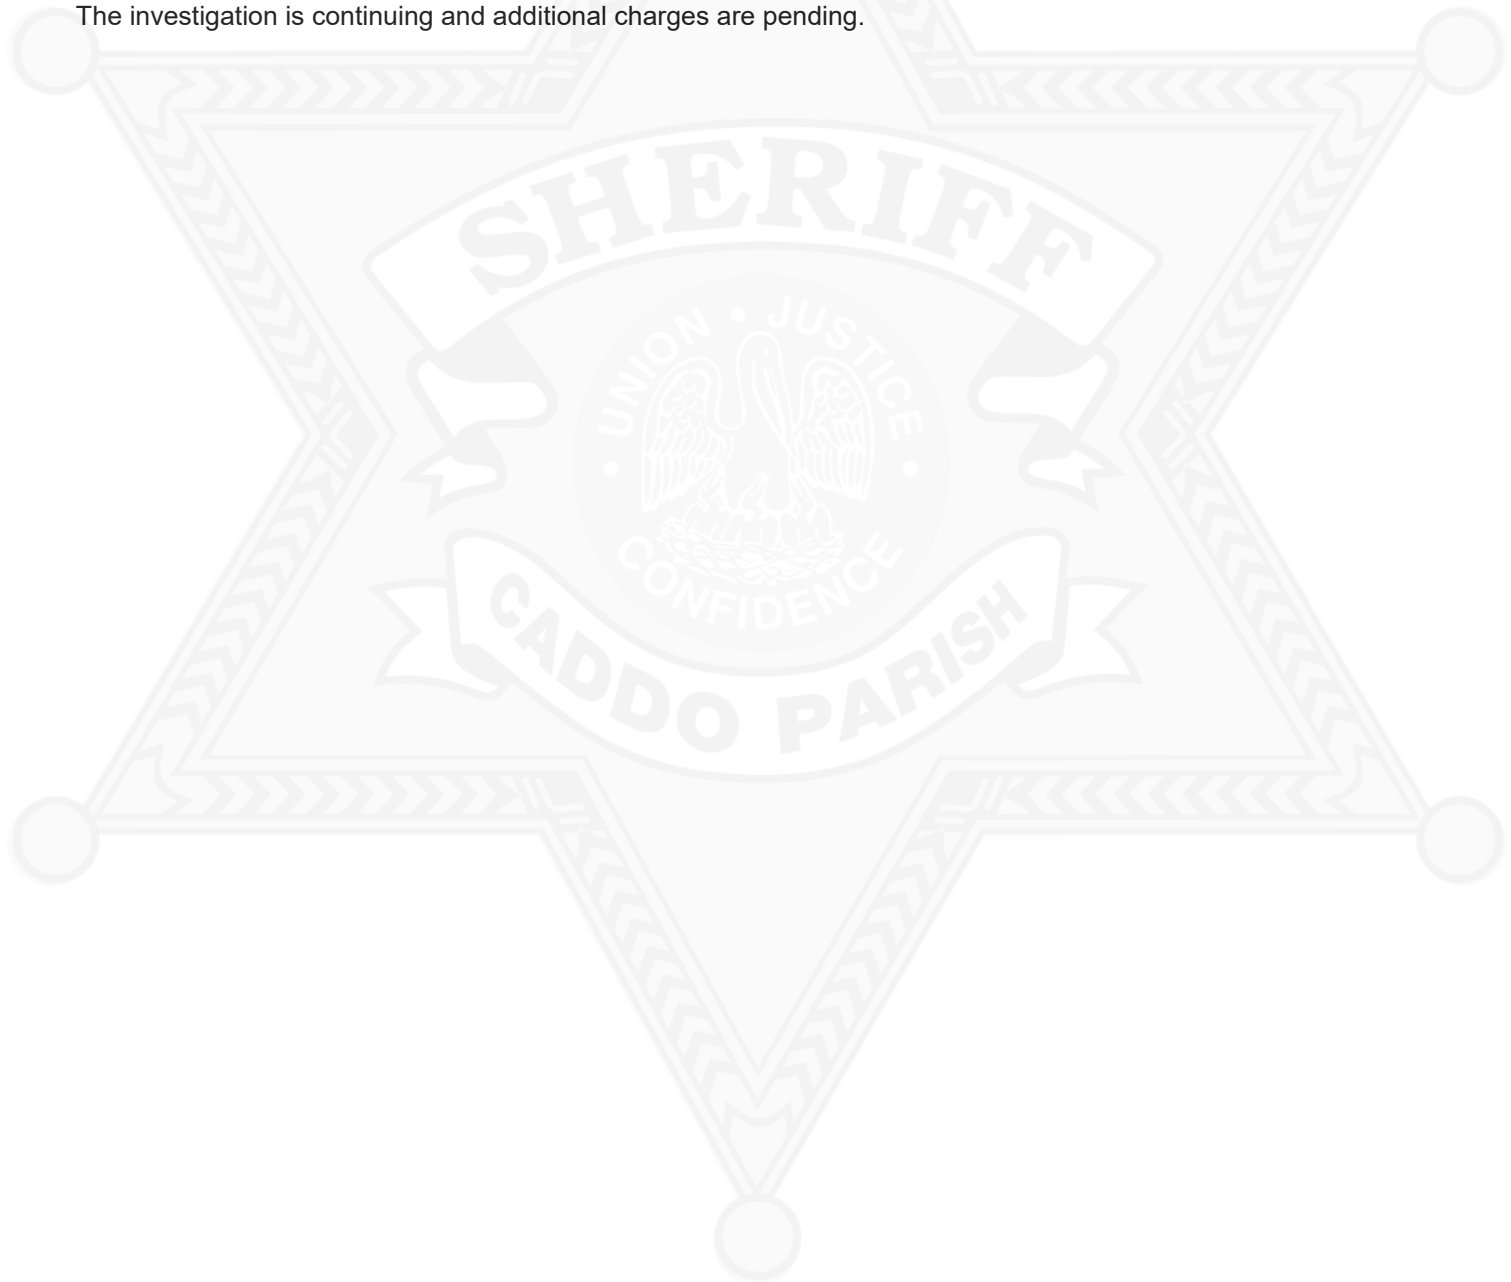 The investigation is continuing and additional charges are pending.
SHERIFF
UNION • JUSTICE
CONFIDENCE
CADDO PARISH